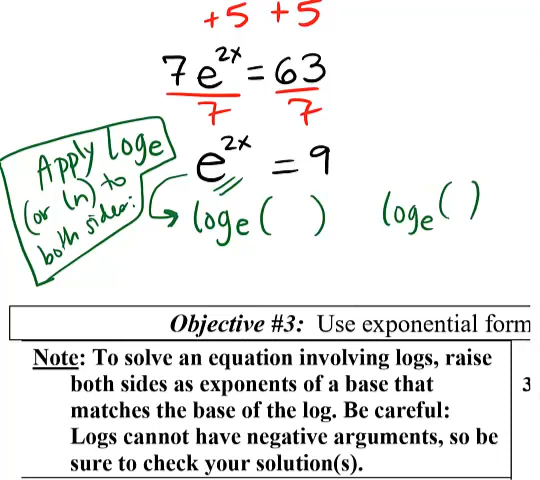 +5 +5
7e^2x = 63
7 7
e^2x = 9
Apply loge
(or ln) to
both sides:
loge( ) loge( )
Objective #3: Use exponential form
Note: To solve an equation involving logs, raise
both sides as exponents of a base that
matches the base of the log. Be careful:
Logs cannot have negative arguments, so be
sure to check your solution(s).
3